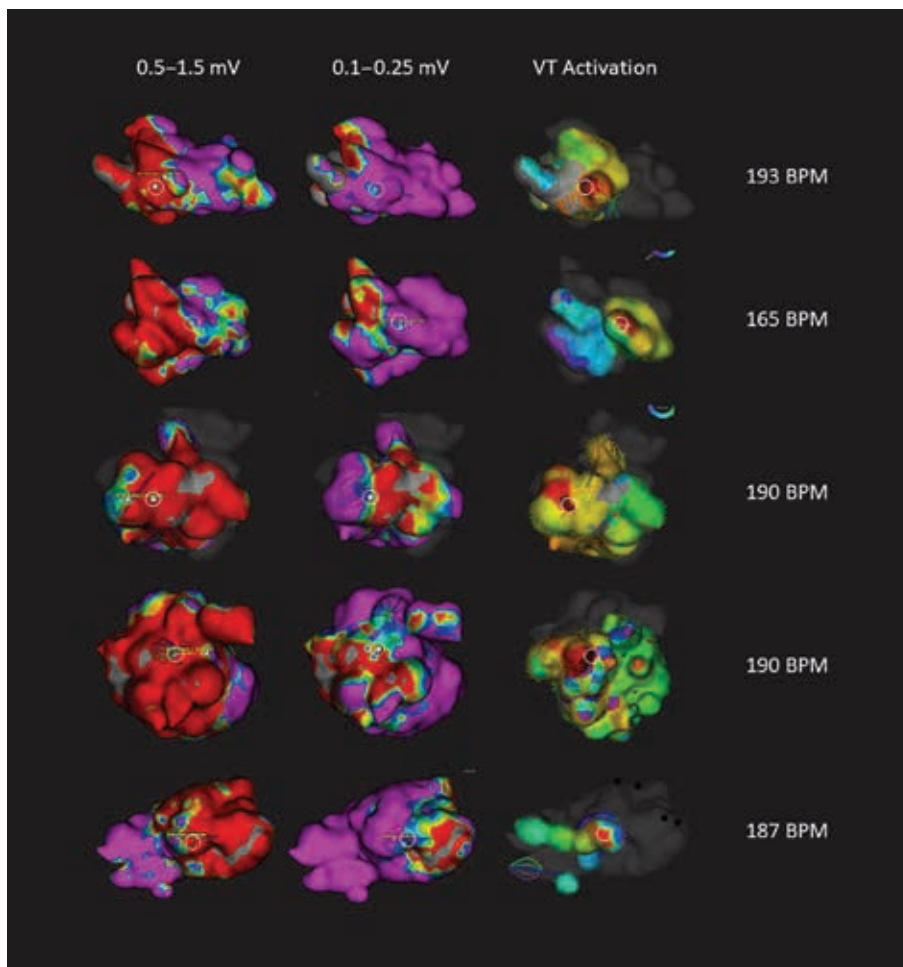 0.5–1.5 mV 0.1–0.25 mV VT Activation
193 BPM
165 BPM
190 BPM
190 BPM
187 BPM